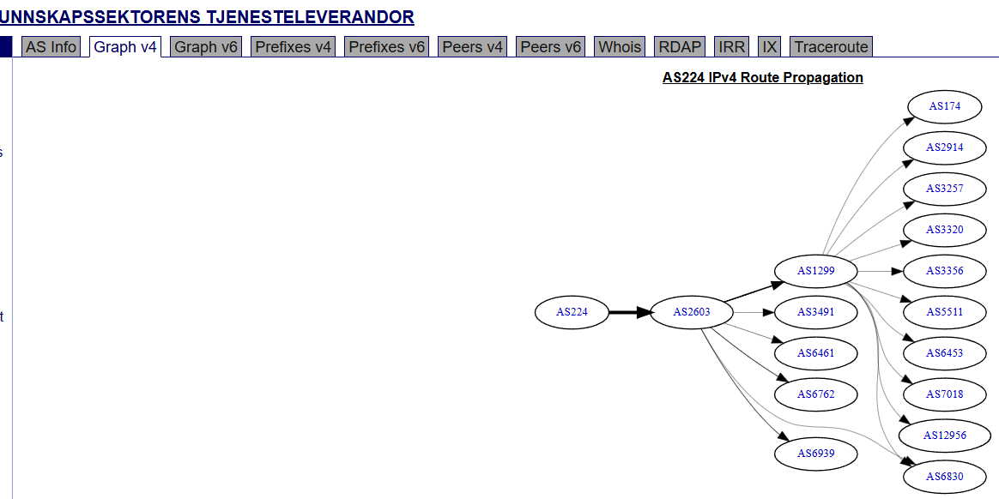 UNNSKAPSSEKTORENS TJENESTELEVERANDOR
AS Info Graph v4 Graph v6 Prefixes v4 Prefixes v6 Peers v4 Peers v6 Whois RDAP IRR IX Traceroute
AS224 IPv4 Route Propagation
AS174
AS2914
s
AS3257
AS3320
AS1299 AS3356
t
AS224 AS2603 AS3491 AS5511
AS6461 AS6453
AS6762 AS7018
AS12956
AS6939
AS6830